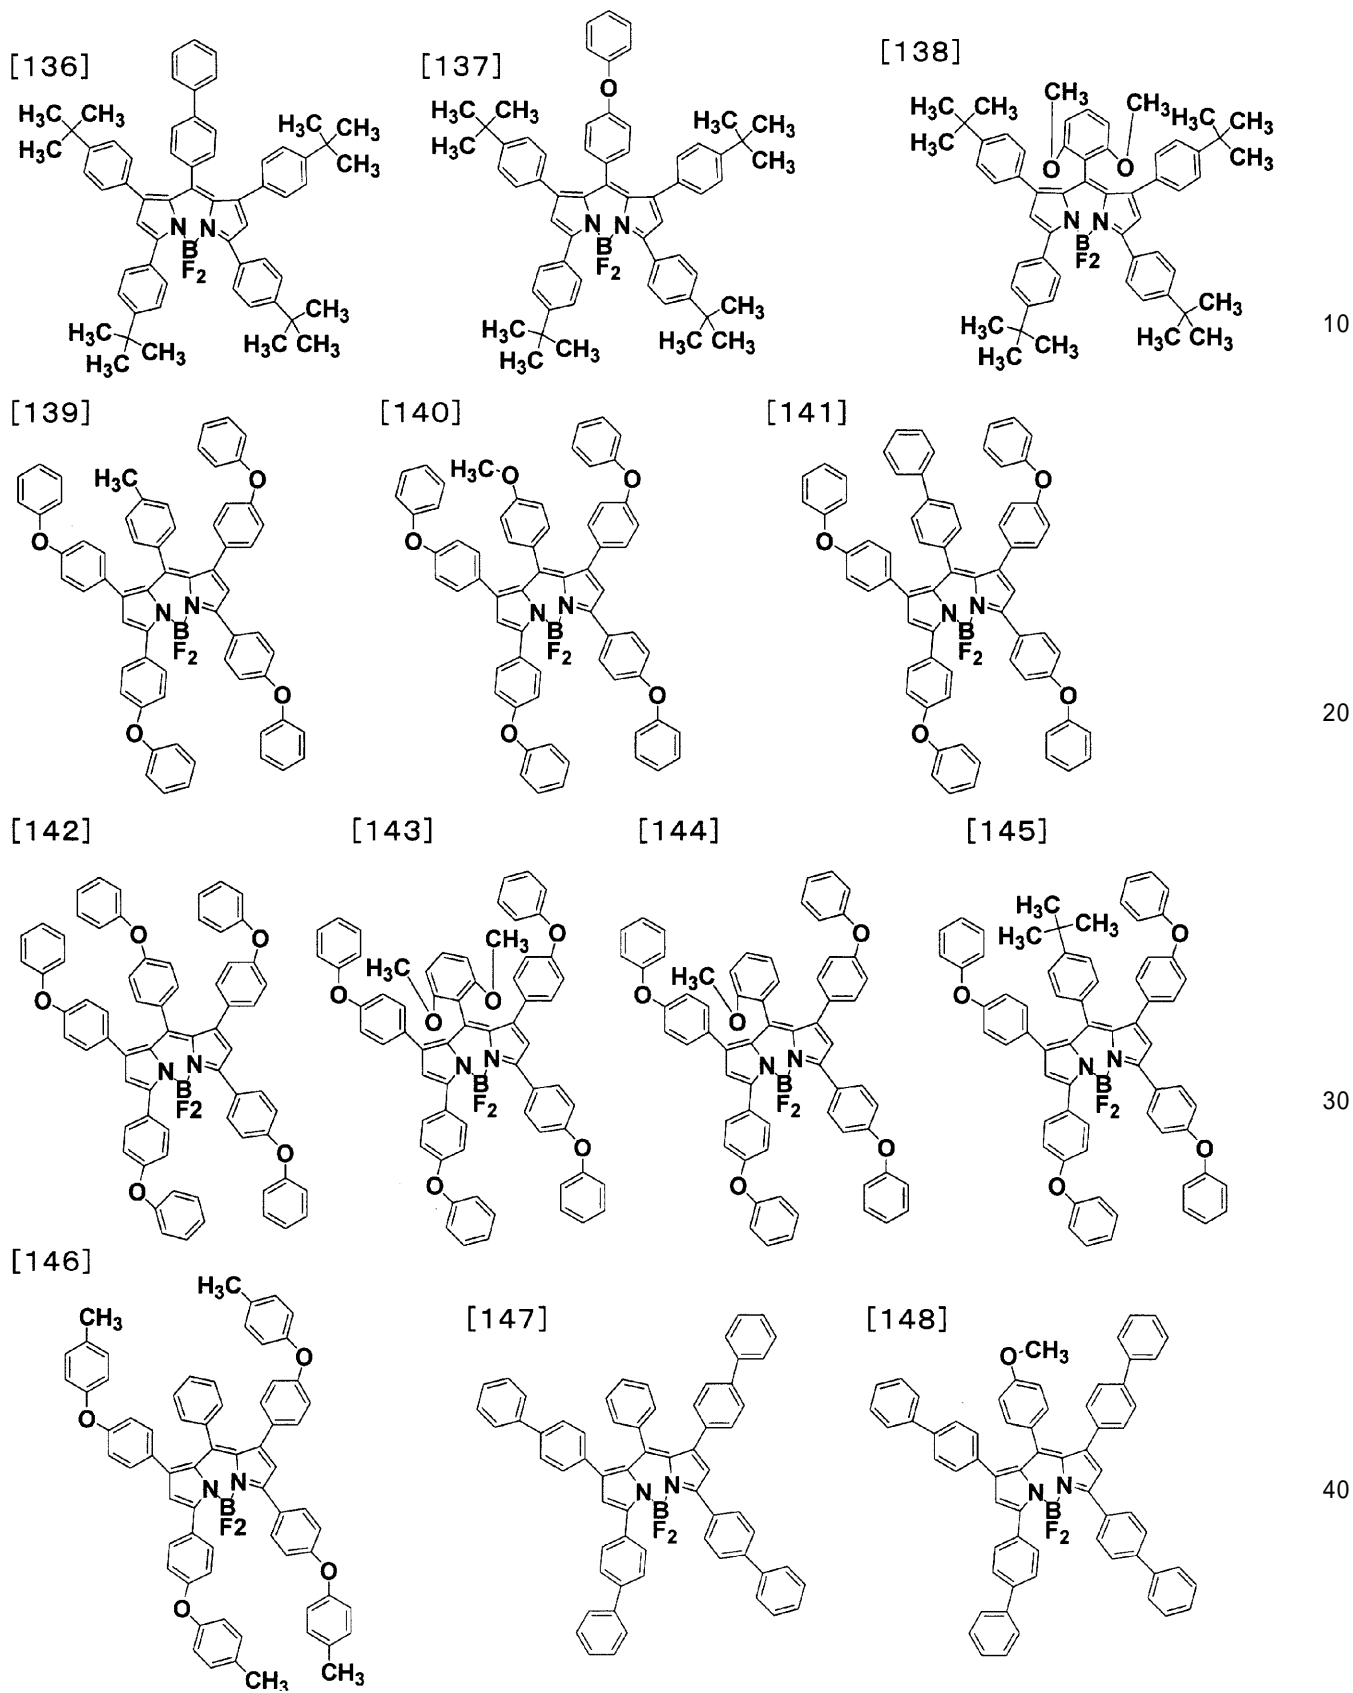 [136] [137] [138]
H3C CH3 H3C CH3 H3C CH3 CH3 CH3
H3C H3C CH3 CH3 H3C CH3 CH3 CH3 H3C H3C CH3 CH3
O O O
N N N N N N
B B B
F2 F2 F2
H3C H3C CH3 CH3 H3C CH3 H3C H3C CH3 CH3 H3C CH3 H3C H3C CH3 CH3 H3C CH3
10
[139] [140] [141]
H3C O H3C-O O O
O O O
N N N N N N
B B B
F2 F2 F2
O O O O O O
20
[142] [143] [144] [145]
O O O H3C CH3 O O O H3C O O O H3C H3C CH3 O O
O O O
N N N N N N N N
B B B B
F2 F2 F2 F2
O O O O O O O O
30
[146] [147] [148]
H3C CH3 O-CH3
O O
N N N N N N
B B B
F2 F2 F2
40
O O
CH3 CH3